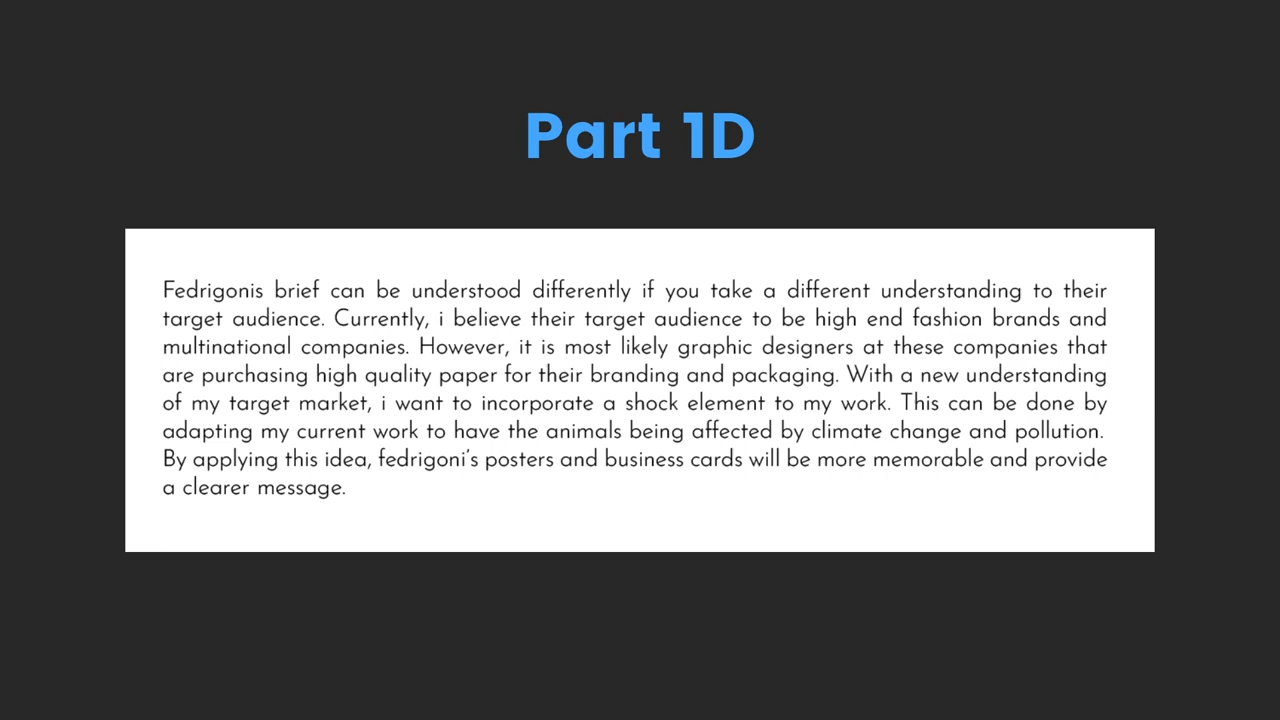 Part 1D
Fedrigonis brief can be understood differently if you take a different understanding to their
target audience. Currently, i believe their target audience to be high end fashion brands and
multinational companies. However, it is most likely graphic designers at these companies that
are purchasing high quality paper for their branding and packaging. With a new understanding
of my target market, i want to incorporate a shock element to my work. This can be done by
adapting my current work to have the animals being affected by climate change and pollution.
By applying this idea, fedrigoni’s posters and business cards will be more memorable and provide
a clearer message.